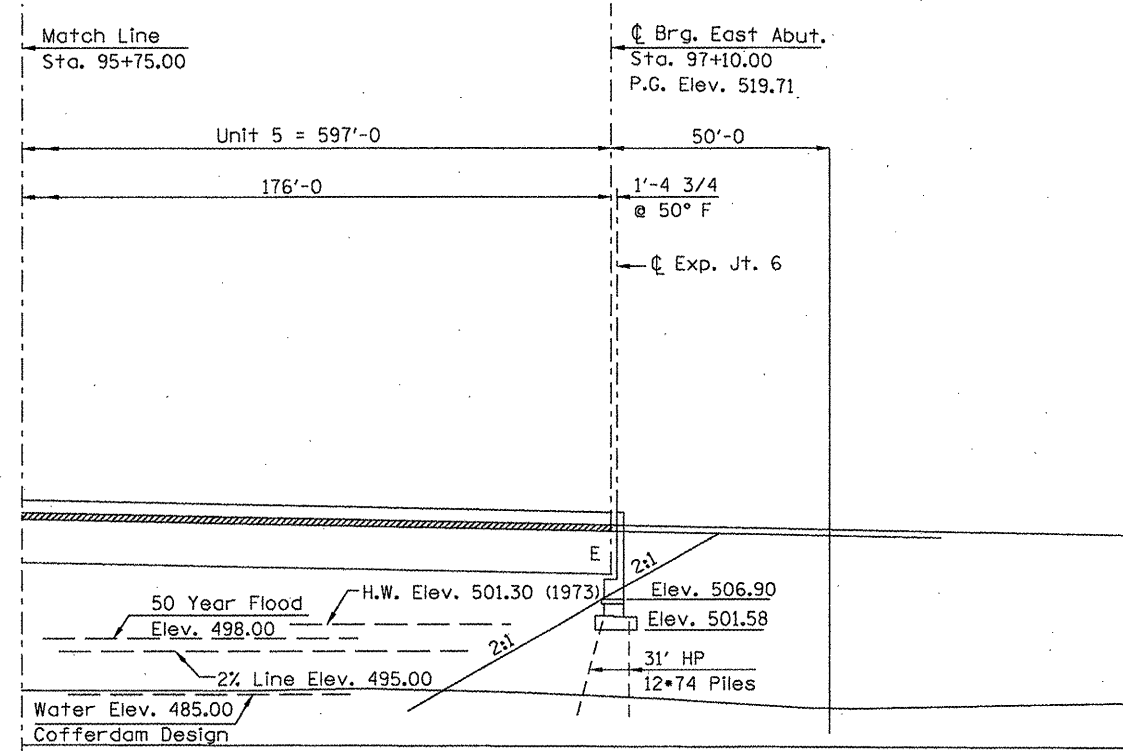 Match Line
Sta. 95+75.00
℄ Brg. East Abut.
Sta. 97+10.00
P.G. Elev. 519.71
Unit 5 = 597'-0
50'-0
176'-0
1'-4 3/4
@ 50° F
℄ Exp. Jt. 6
E
2:1
H.W. Elev. 501.30 (1973)
Elev. 506.90
50 Year Flood
Elev. 498.00
Elev. 501.58
2:1
31' HP
12*74 Piles
2% Line Elev. 495.00
Water Elev. 485.00
Cofferdam Design